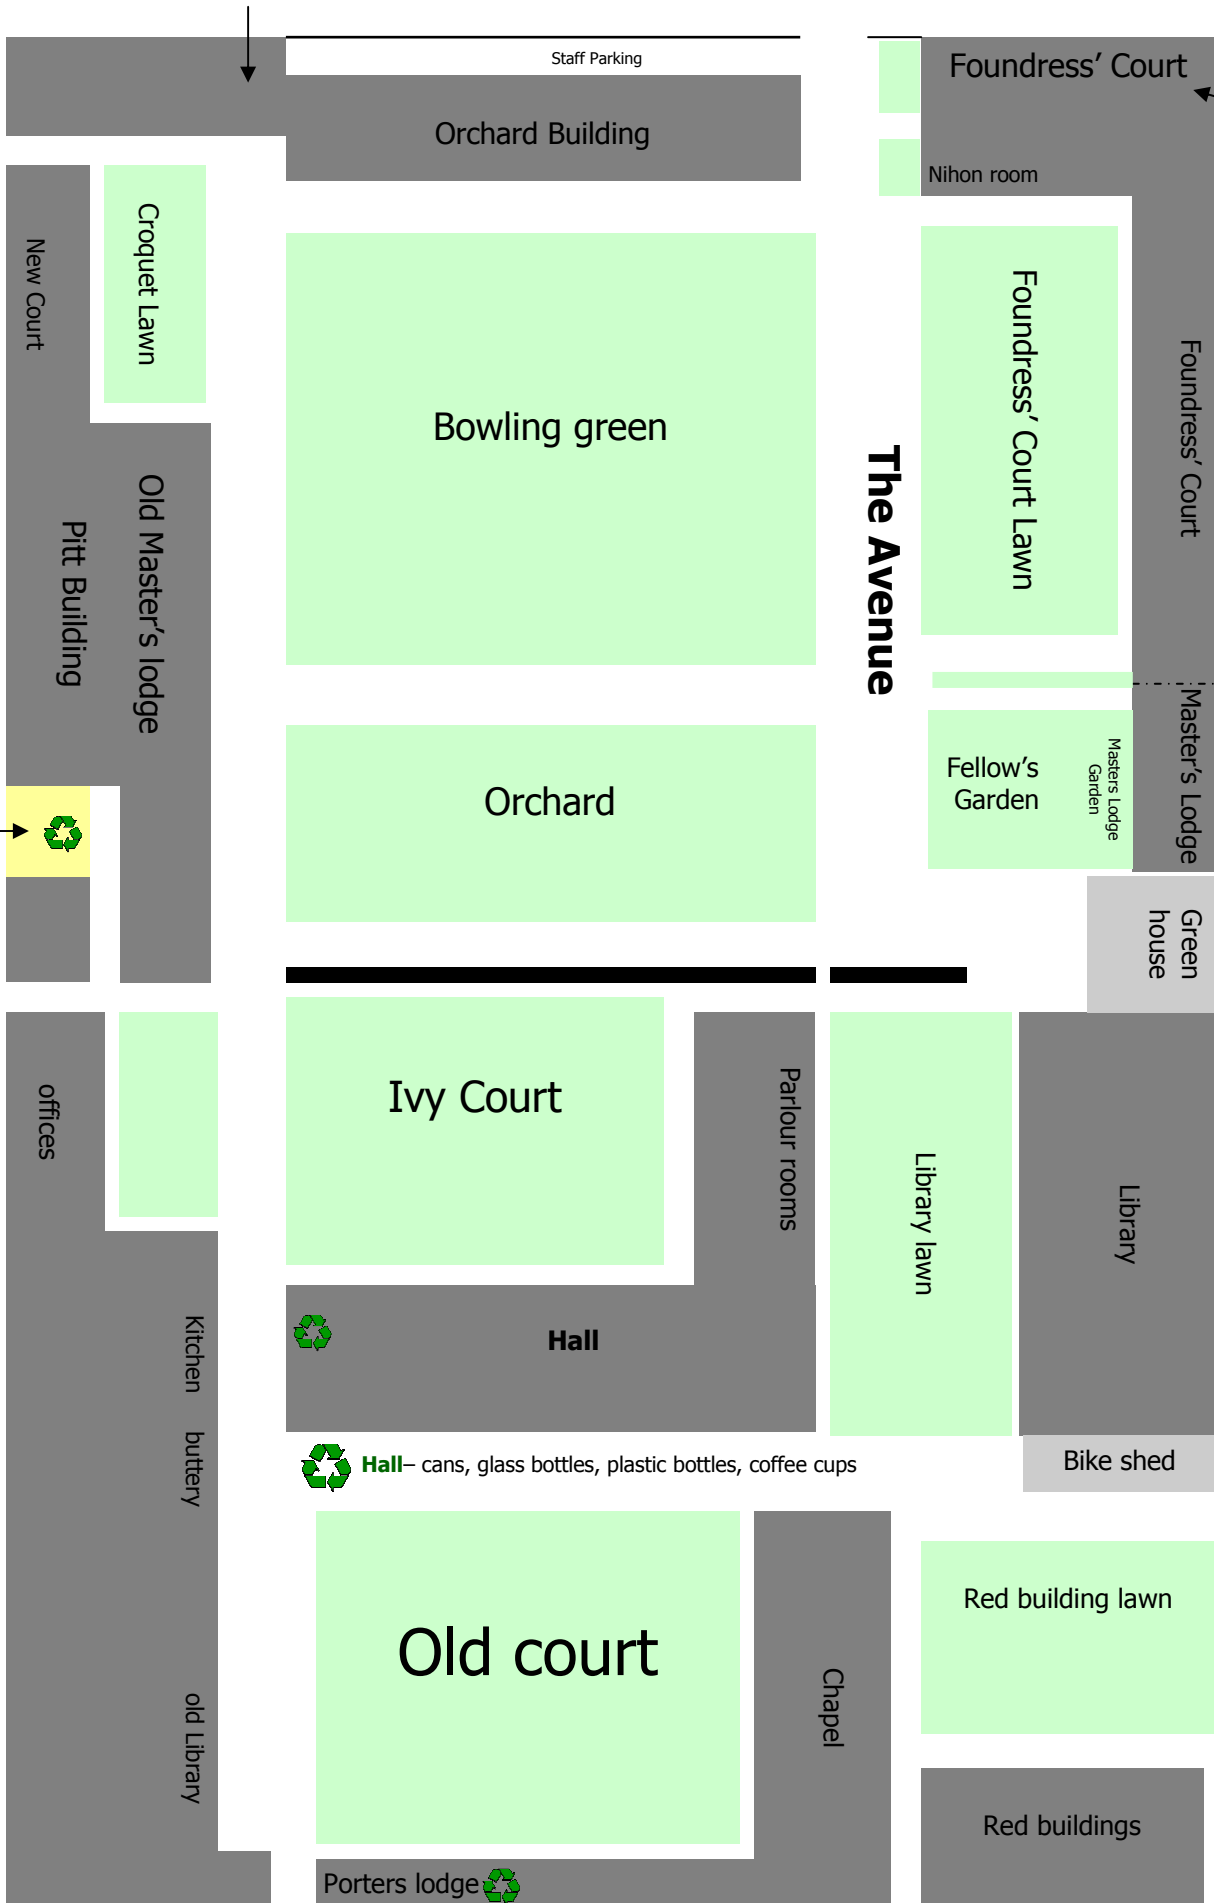 Staff Parking
Foundress’ Court
Orchard Building
Nihon room
Croquet Lawn
New Court
Foundress’ Court Lawn
Foundress’ Court
Bowling green
The Avenue
Old Master’s lodge
Pitt Building
Master’s Lodge
Masters Lodge
Garden
Fellow’s
Garden
Orchard
Green
house
Ivy Court
offices
Parlour rooms
Library lawn
Library
Kitchen
Hall
buttery
Hall– cans, glass bottles, plastic bottles, coffee cups
Bike shed
Red building lawn
Old court
Chapel
old Library
Red buildings
Porters lodge